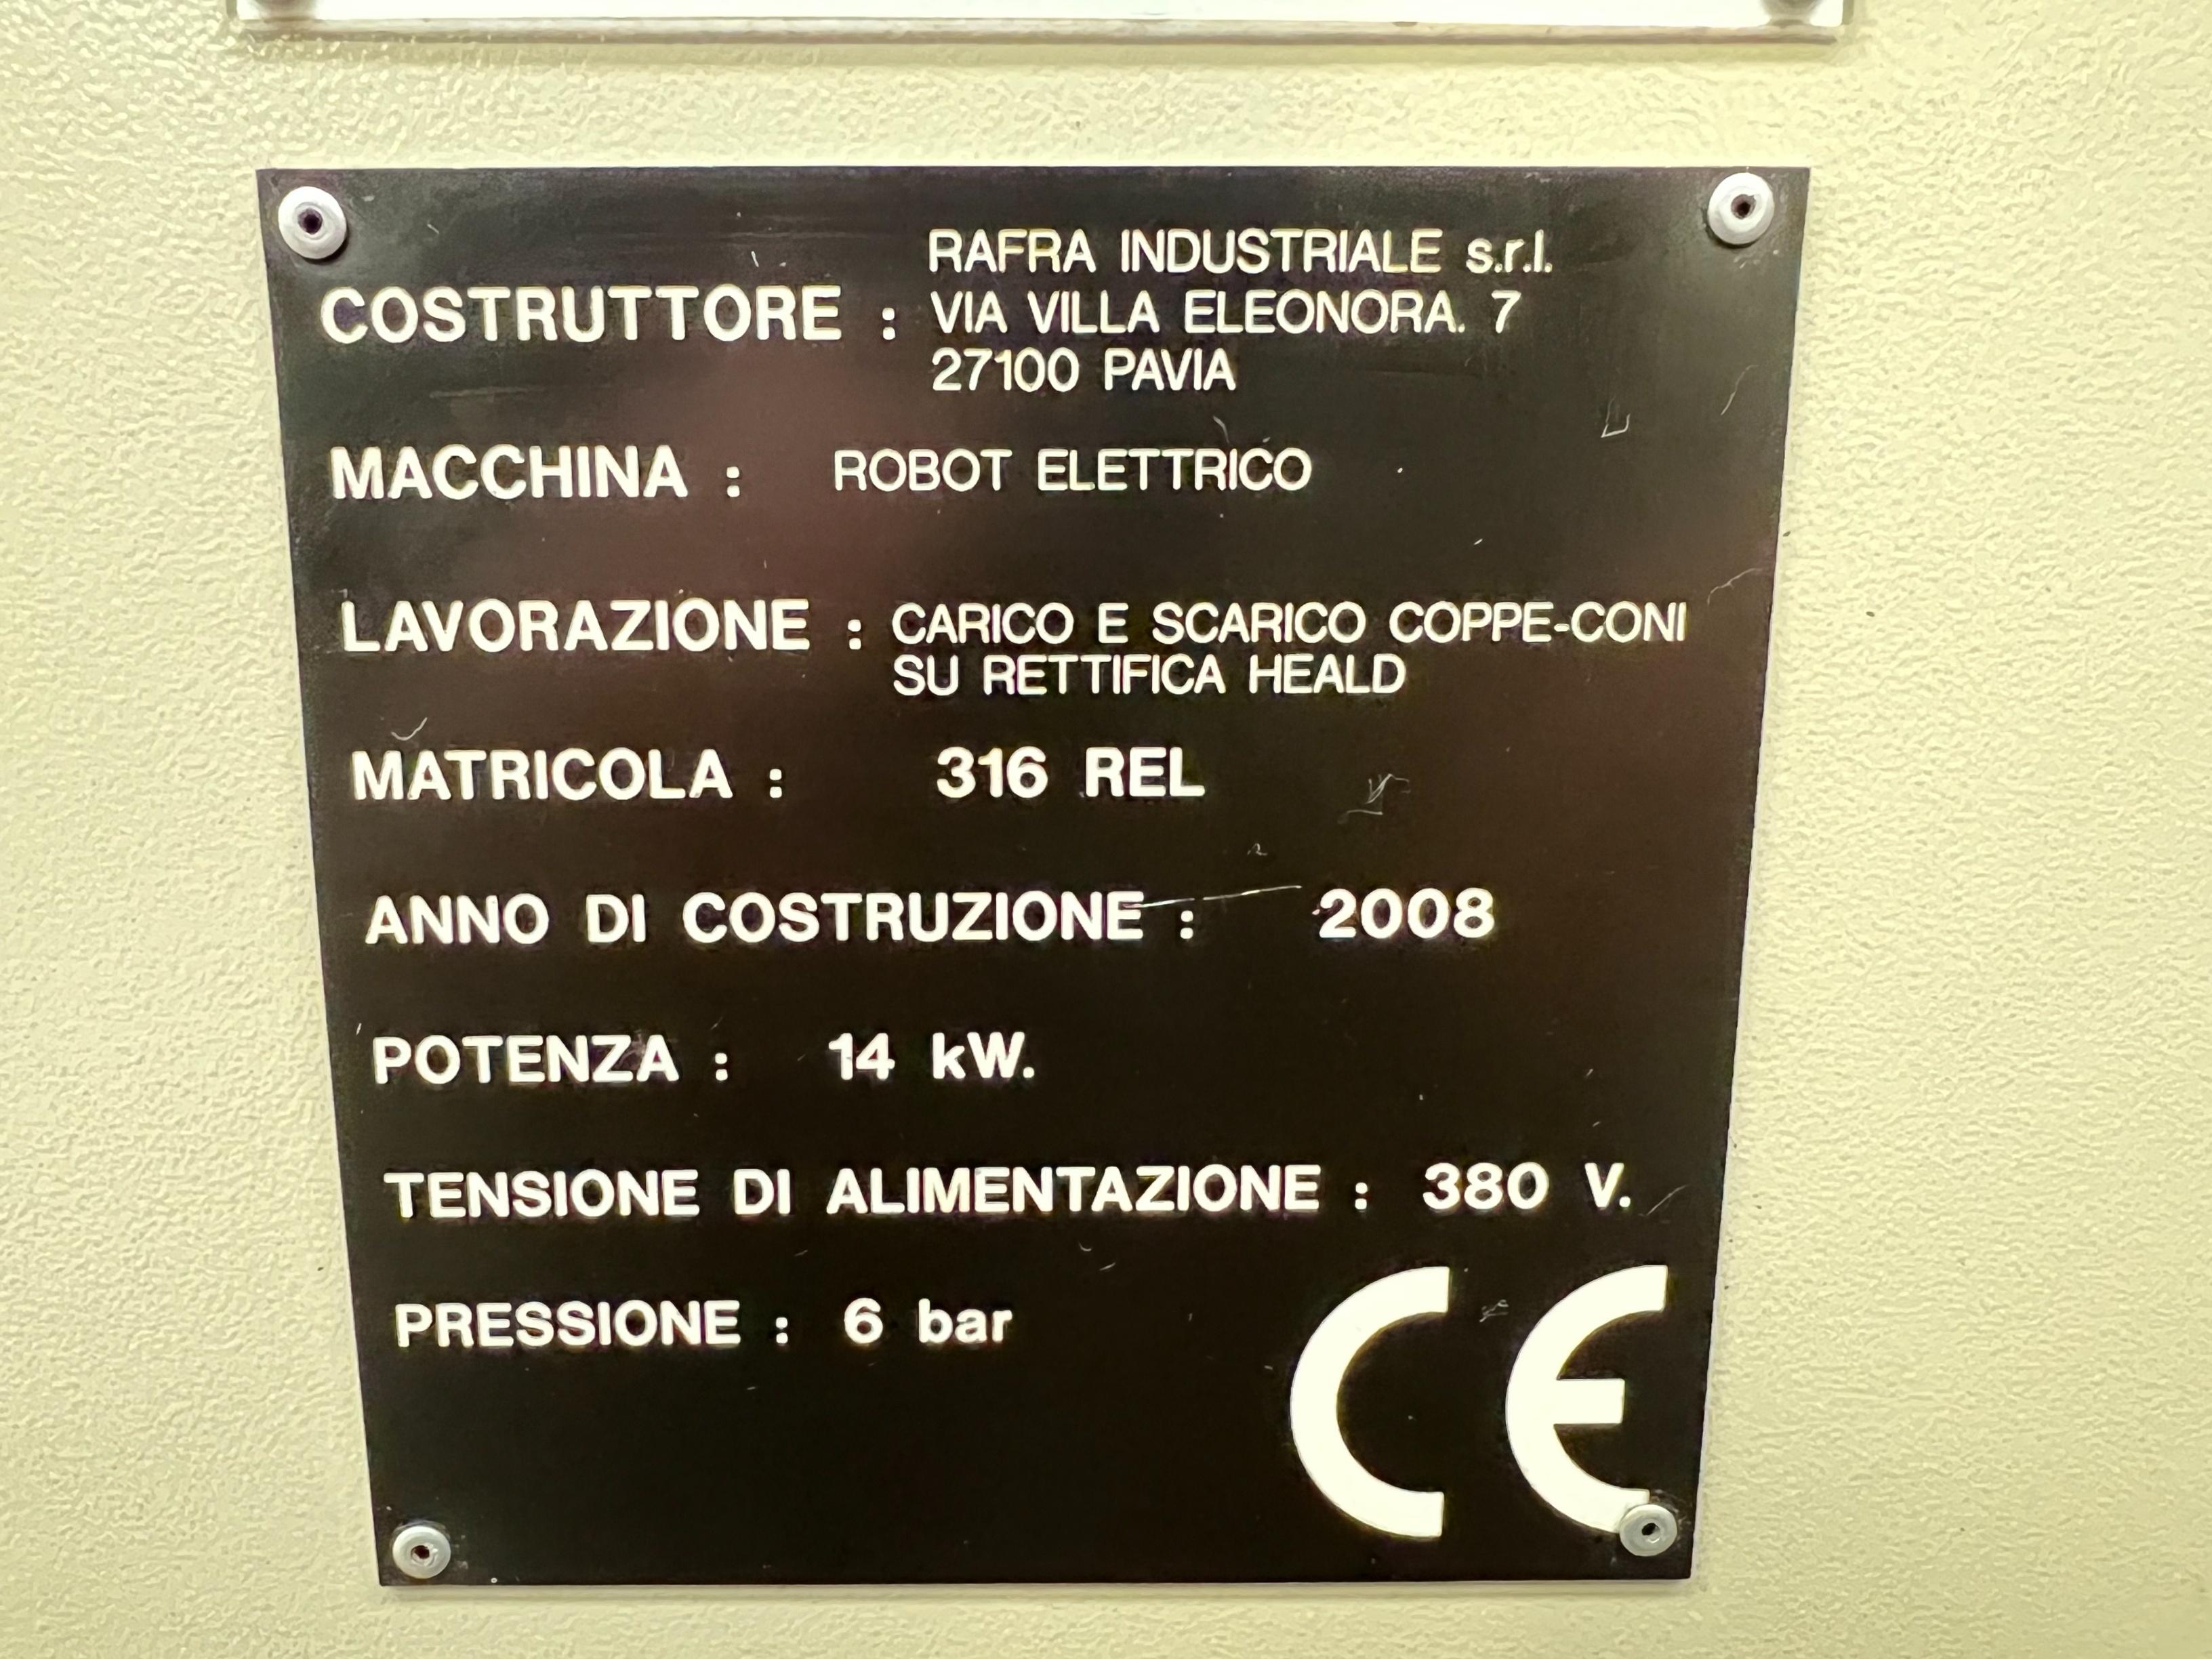 RAFRA INDUSTRIALE s.r.l.
COSTRUTTORE : VIA VILLA ELEONORA. 7
27100 PAVIA
MACCHINA : ROBOT ELETTRICO
LAVORAZIONE : CARICO E SCARICO COPPE-CONI
SU RETTIFICA HEALD
MATRICOLA : 316 REL
ANNO DI COSTRUZIONE : 2008
POTENZA : 14 kW.
TENSIONE DI ALIMENTAZIONE : 380 V.
PRESSIONE : 6 bar
CE